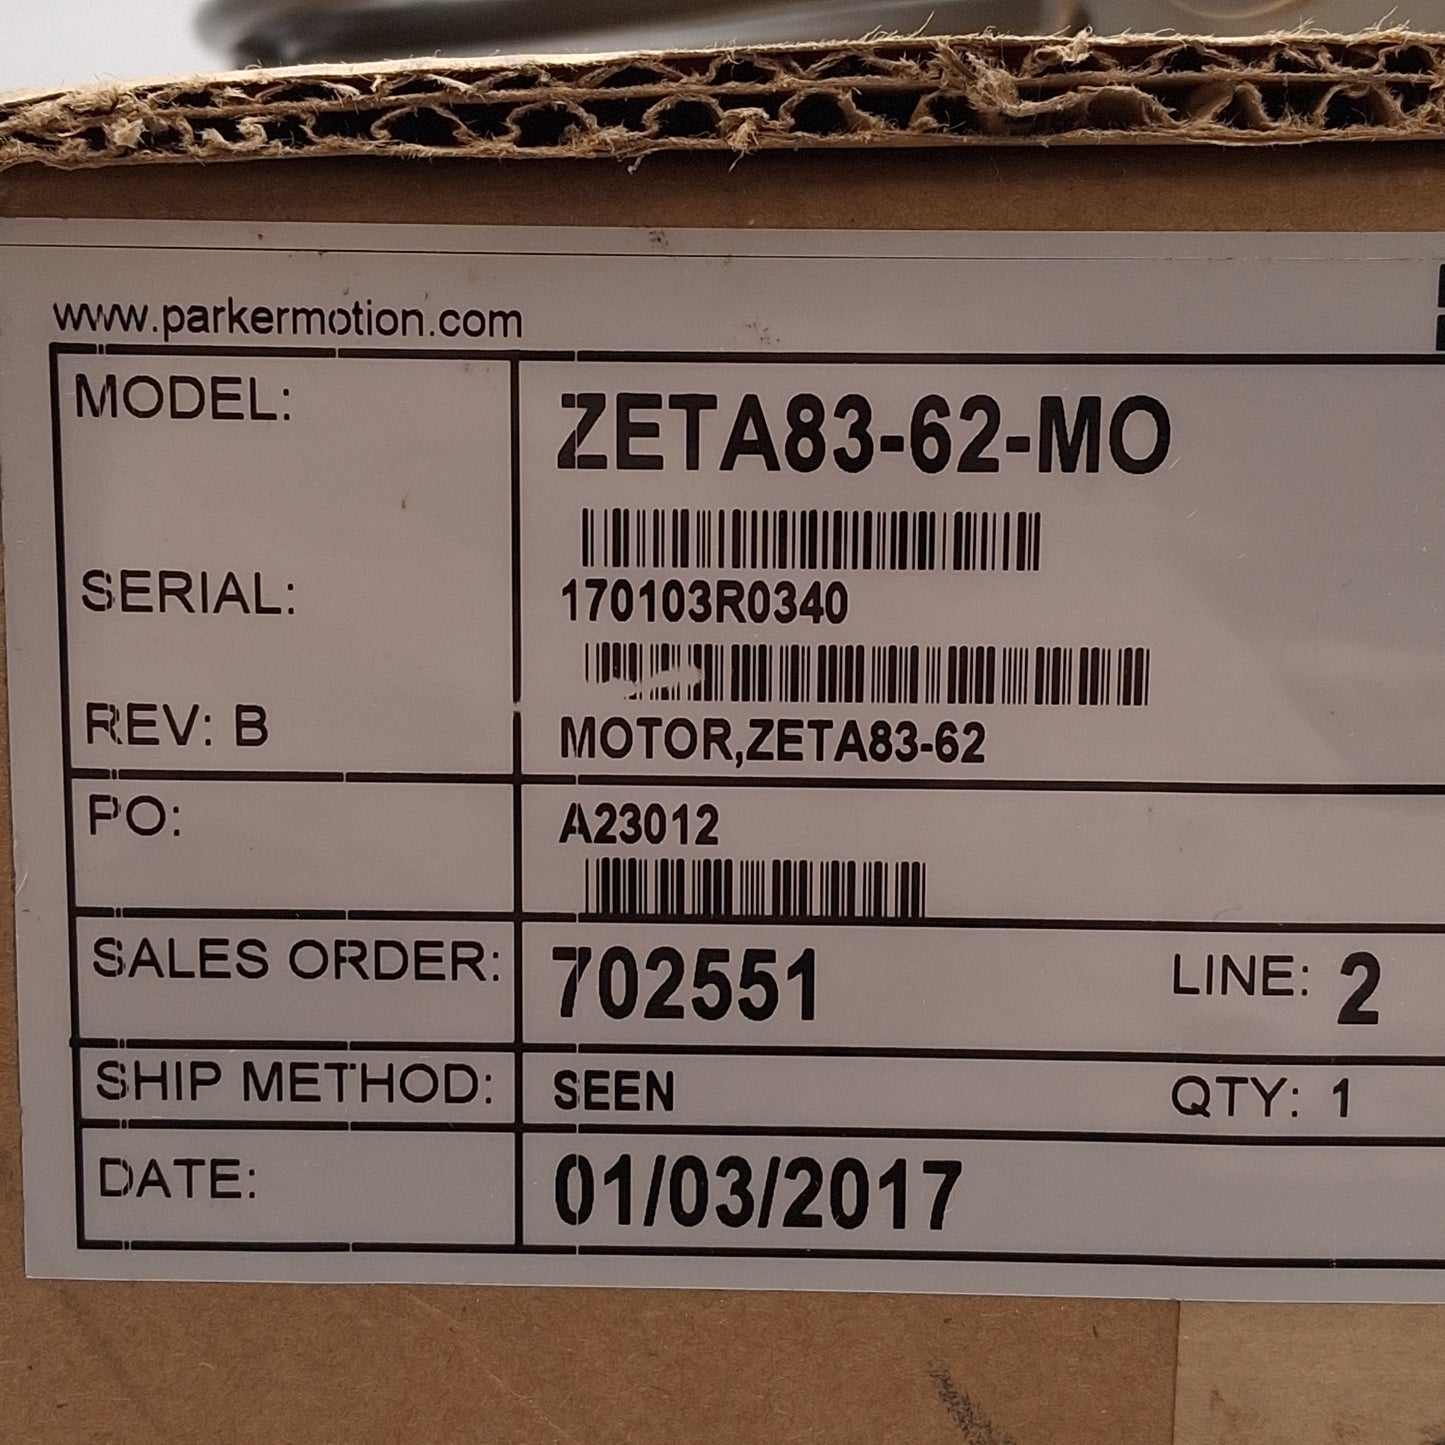 www.parkermotion.com
MODEL: ZETA83-62-MO
SERIAL: 170103R0340
REV: B MOTOR,ZETA83-62
PO: A23012
SALES ORDER: 702551 LINE: 2
SHIP METHOD: SEEN QTY: 1
DATE: 01/03/2017